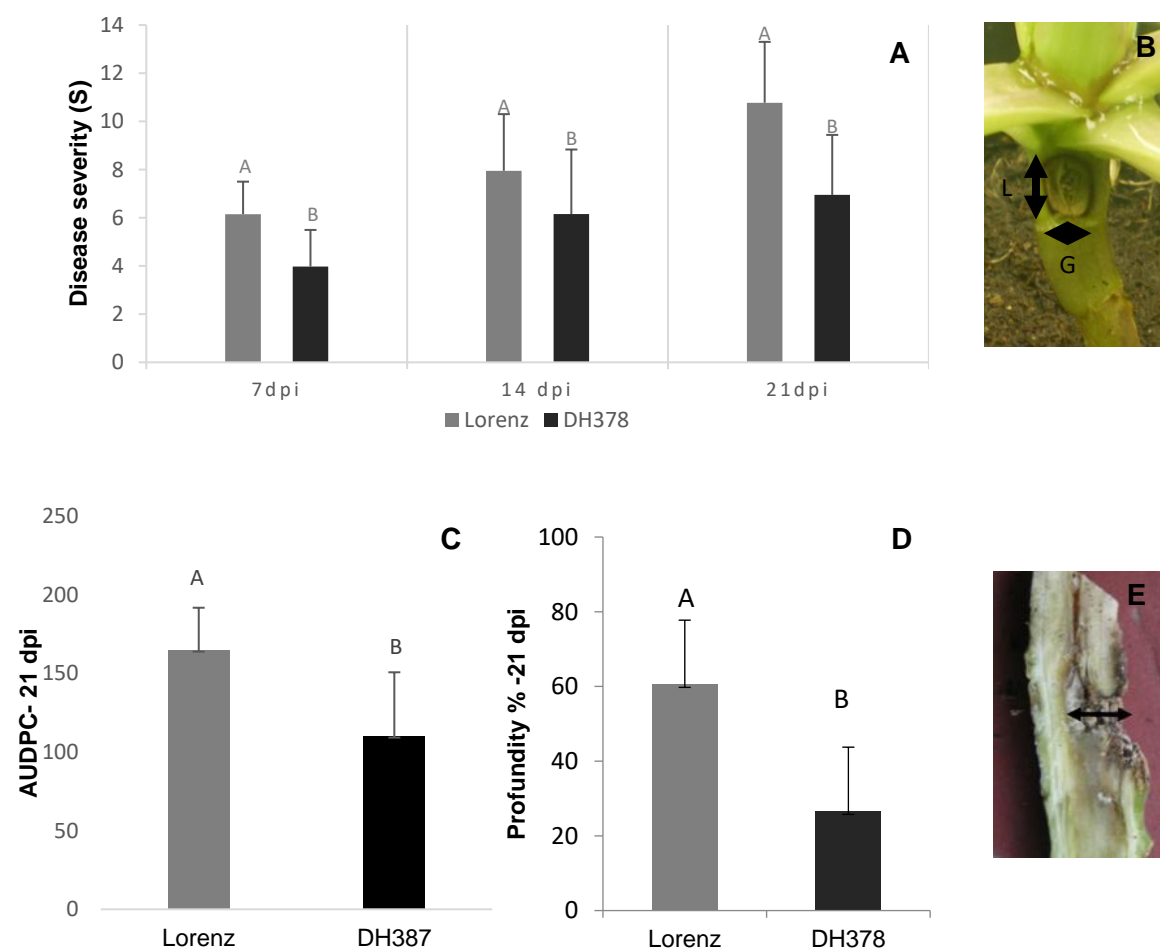 14
12
10
8
6
4
2
0
Disease severity (S)
A
A
B
A
B
A
B
7dpi
14 dpi
21dpi
Lorenz DH378
B
L
G
250
200
150
100
50
0
AUDPC- 21 dpi
C
A
B
Lorenz DH387
100
80
60
40
20
0
Profundity % -21 dpi
D
A
B
Lorenz DH378
E